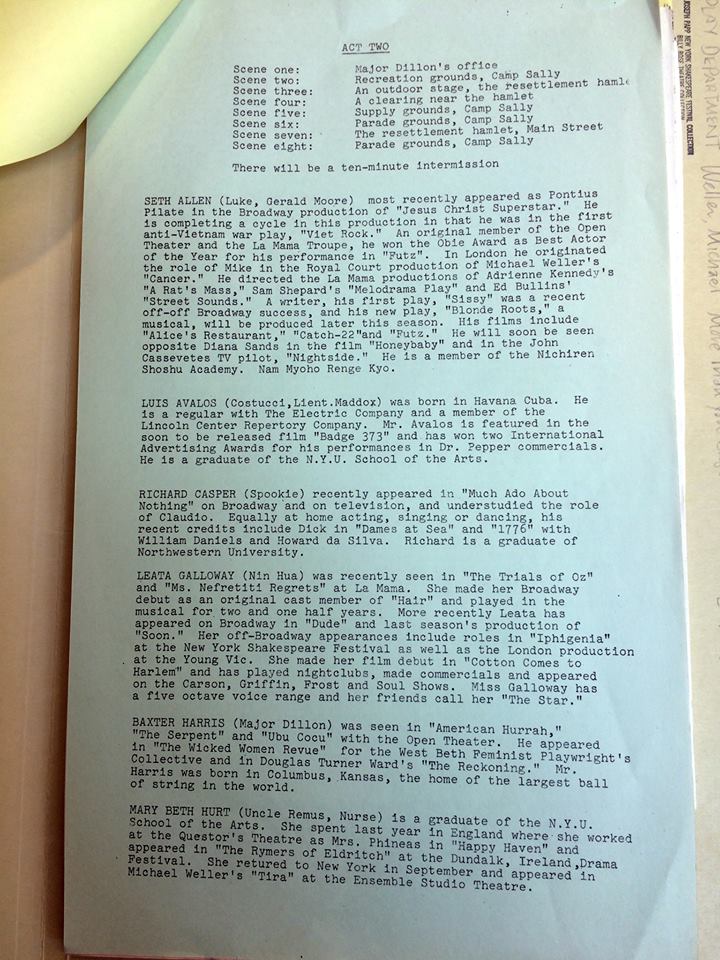 ACT TWO
Scene one: Major Dillon's office
Scene two: Recreation grounds, Camp Sally
Scene three: An outdoor stage, the resettlement
Scene four: A clearing near the hamlet
Scene five: Supply grounds, Camp Sally
Scene six: Parade grounds, Camp Sally
Scene seven: The resettlement hamlet, Main Street
Scene eight: Parade grounds, Camp Sally
There will be a ten-minute intermission
SETH ALLEN (Luke, Gerald Moore) most recently appeared as Pontius
Pilate in the Broadway production of "Jesus Christ Superstar." He
is completing a cycle in this production in that he was in the first
anti-Vietnam war play, "Viet Rock." An original member of the Open
Theater and the La Mama Troupe, he won the Obie Award as Best Actor
of the Year for his performance in "Futz". In London he originated
the role of Mike in the Royal Court production of Michael Weller's
"Cancer." He directed the La Mama productions of Adrienne Kennedy's
"A Rat's Mass," Sam Shepard's "Melodrama Play" and Ed Bullins'
"Street Sounds." A writer, his first play, "Sissy" was a recent
off-off Broadway success, and his new play, "Blonde Roots," a
musical, will be produced later this season. His films include
"Alice's Restaurant," "Catch-22"and "Futz." He will soon be seen
opposite Diana Sands in the film "Honeybaby" and in the John
Cassevetes TV pilot, "Nightside." He is a member of the Nichiren
Shoshu Academy. Nam Myoho Renge Kyo.
LUIS AVALOS (Costucci,Lient.Maddox) was born in Havana Cuba. He
is a regular with The Electric Company and a member of the
Lincoln Center Repertory Company. Mr. Avalos is featured in the
soon to be released film "Badge 373" and has won two International
Advertising Awards for his performances in Dr. Pepper commercials.
He is a graduate of the N.Y.U. School of the Arts.
RICHARD CASPER (Spookie) recently appeared in "Much Ado About
Nothing" on Broadway and on television, and understudied the role
of Claudio. Equally at home acting, singing or dancing, his
recent credits include Dick in "Dames at Sea" and "1776" with
William Daniels and Howard da Silva. Richard is a graduate of
Northwestern University.
LEATA GALLOWAY (Nin Hua) was recently seen in "The Trials of Oz"
and "Ms. Nefretiti Regrets" at La Mama. She made her Broadway
debut as an original cast member of "Hair" and played in the
musical for two and one half years. More recently Leata has
appeared on Broadway in "Dude" and last season's production of
"Soon." Her off-Broadway appearances include roles in "Iphigenia"
at the New York Shakespeare Festival as well as the London production
at the Young Vic. She made her film debut in "Cotton Comes to
Harlem" and has played nightclubs, made commercials and appeared
on the Carson, Griffin, Frost and Soul Shows. Miss Galloway has
a five octave voice range and her friends call her "The Star."
BAXTER HARRIS (Major Dillon) was seen in "American Hurrah,"
"The Serpent" and "Ubu Cocu" with the Open Theater. He appeared
in "The Wicked Women Revue" for the West Beth Feminist Playwright's
Collective and in Douglas Turner Ward's "The Reckoning." Mr.
Harris was born in Columbus, Kansas, the home of the largest ball
of string in the world.
MARY BETH HURT (Uncle Remus, Nurse) is a graduate of the N.Y.U.
School of the Arts. She spent last year in England where she worked
at the Questor's Theatre as Mrs. Phineas in "Happy Haven" and
appeared in "The Rymers of Eldritch" at the Dundalk, Ireland,Drama
Festival. She retured to New York in September and appeared in
Michael Weller's "Tira" at the Ensemble Studio Theatre.
JOSEPH PAPP NEW YORK SHAKESPEARE FESTIVAL COLLECTION
BILLY ROSE THEATRE COLLECTION
PLAY DEPARTMENT Weller, Michael